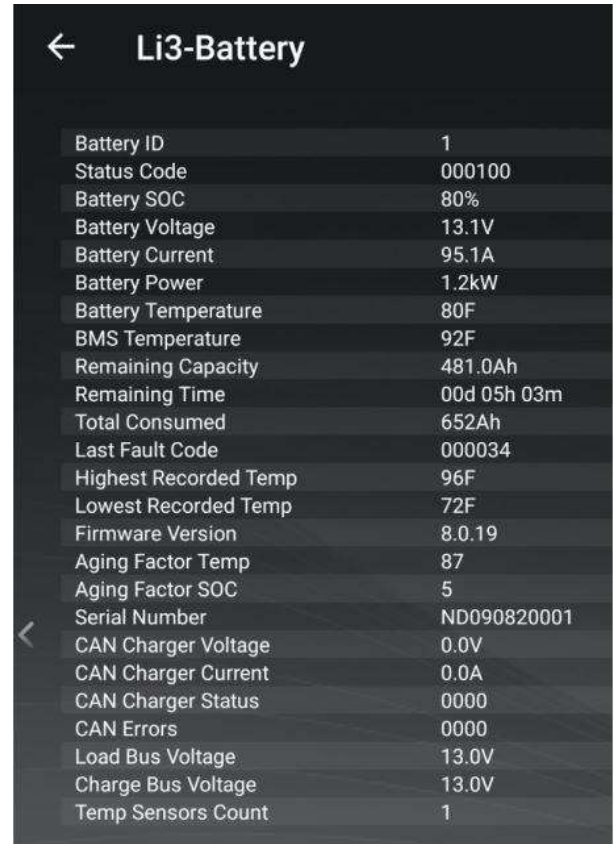 Li3-Battery
Battery ID 1
Status Code 000100
Battery SOC 80%
Battery Voltage 13.1V
Battery Current 95.1A
Battery Power 1.2kW
Battery Temperature 80F
BMS Temperature 92F
Remaining Capacity 481.0Ah
Remaining Time 00d 05h 03m
Total Consumed 652Ah
Last Fault Code 000034
Highest Recorded Temp 96F
Lowest Recorded Temp 72F
Firmware Version 8.0.19
Aging Factor Temp 87
Aging Factor SOC 5
Serial Number ND090820001
CAN Charger Voltage 0.0V
CAN Charger Current 0.0A
CAN Charger Status 0000
CAN Errors 0000
Load Bus Voltage 13.0V
Charge Bus Voltage 13.0V
Temp Sensors Count 1